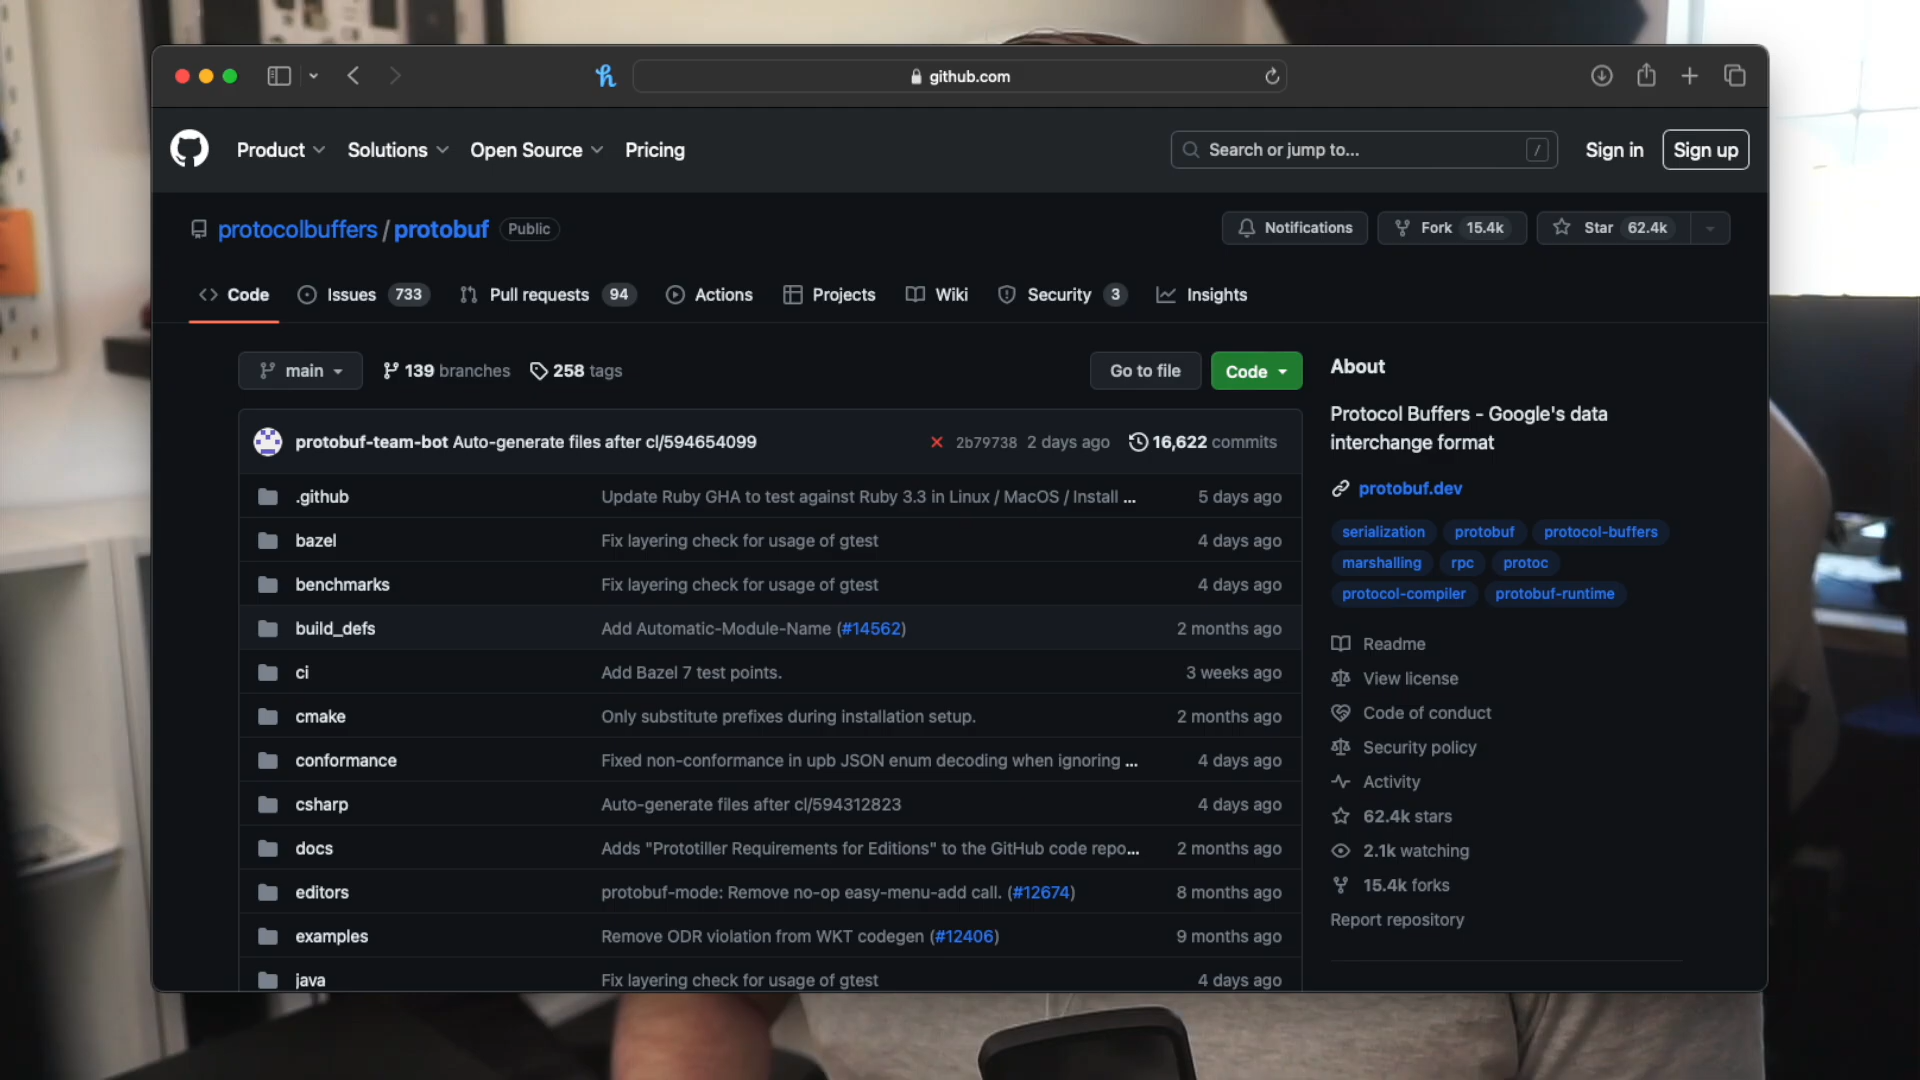 github.com
Product Solutions Open Source Pricing Search or jump to... / Sign in Sign up
protocolbuffers / protobuf Public Notifications Fork 15.4k Star 62.4k
Code Issues 733 Pull requests 94 Actions Projects Wiki Security 3 Insights
main 139 branches 258 tags Go to file Code
protobuf-team-bot Auto-generate files after cl/594654099 2b79738 2 days ago 16,622 commits
.github Update Ruby GHA to test against Ruby 3.3 in Linux / MacOS / Install ... 5 days ago
bazel Fix layering check for usage of gtest 4 days ago
benchmarks Fix layering check for usage of gtest 4 days ago
build_defs Add Automatic-Module-Name (#14562) 2 months ago
ci Add Bazel 7 test points. 3 weeks ago
cmake Only substitute prefixes during installation setup. 2 months ago
conformance Fixed non-conformance in upb JSON enum decoding when ignoring ... 4 days ago
csharp Auto-generate files after cl/594312823 4 days ago
docs Adds "Prototiller Requirements for Editions" to the GitHub code repo... 2 months ago
editors protobuf-mode: Remove no-op easy-menu-add call. (#12674) 8 months ago
examples Remove ODR violation from WKT codegen (#12406) 9 months ago
java Fix layering check for usage of gtest 4 days ago
About
Protocol Buffers - Google's data
interchange format
protobuf.dev
serialization protobuf protocol-buffers
marshalling rpc protoc
protocol-compiler protobuf-runtime
Readme
View license
Code of conduct
Security policy
Activity
62.4k stars
2.1k watching
15.4k forks
Report repository